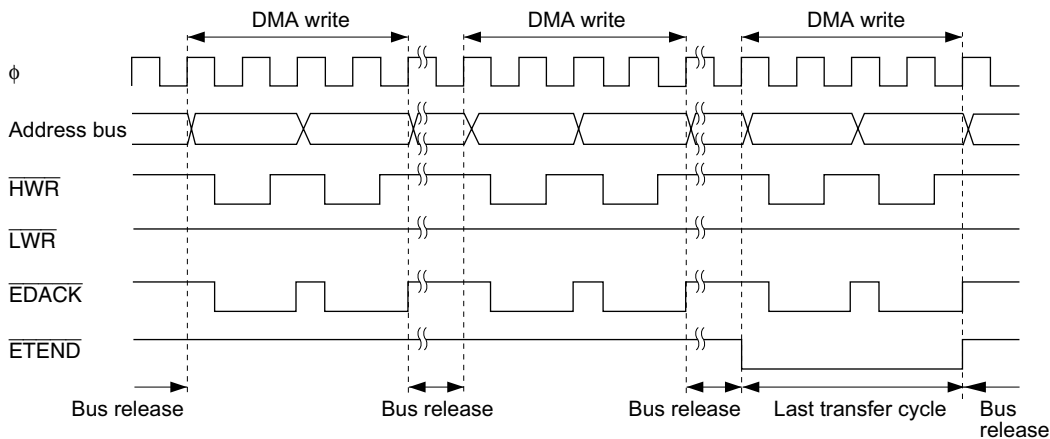 DMA write DMA write DMA write
ϕ
Address bus
HWR
LWR
EDACK
ETEND
Bus release Bus release Bus release Last transfer cycle Bus
release